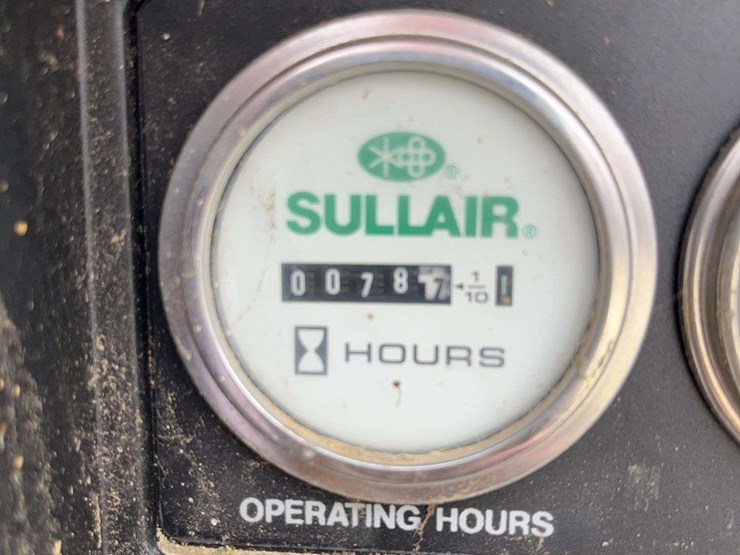 SULLAIR®
00787 1/10
HOURS
OPERATING HOURS